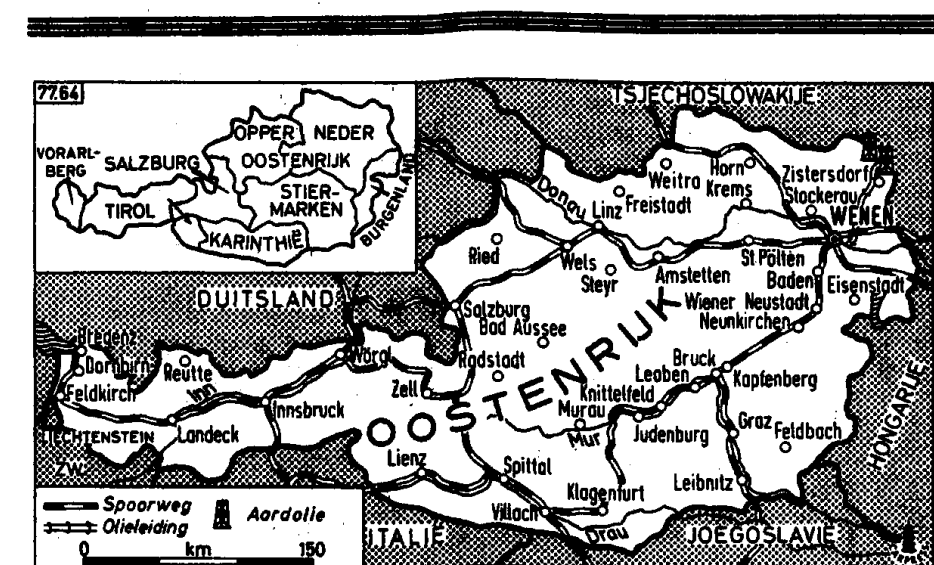 77.64
TSJECHOSLOWAKIJE
OPPER NEDER
OOSTENRIJK
VORARL-
BERG
SALZBURG
TIROL
STIER-
MARKEN
KARINTHIË
BURGENLAND
Donau
Linz
Freistadt
Weitra
Horn
Krems
Zistersdorf
Stockerau
WENEN
Ried
Wels
Steyr
Amstetten
St Pölten
Baden
Eisenstadt
Wiener Neustadt
Neunkirchen
DUITSLAND
Salzburg
Bad Aussee
Radstadt
OOSTENRIJK
Bregenz
Dornbirn
Feldkirch
Reutte
Inn
Wörgl
Zell
Innsbruck
Landeck
LIECHTENSTEIN
ZW.
Bruck
Leoben
Kapfenberg
Knittelfeld
Murau
Mur
Judenburg
Graz
Feldbach
HONGARIJE
Lienz
Spittal
Klagenfurt
Leibnitz
Villach
Drau
ITALIË
JOEGOSLAVIË
Spoorweg
Olieleiding
Aardolie
0 km 150